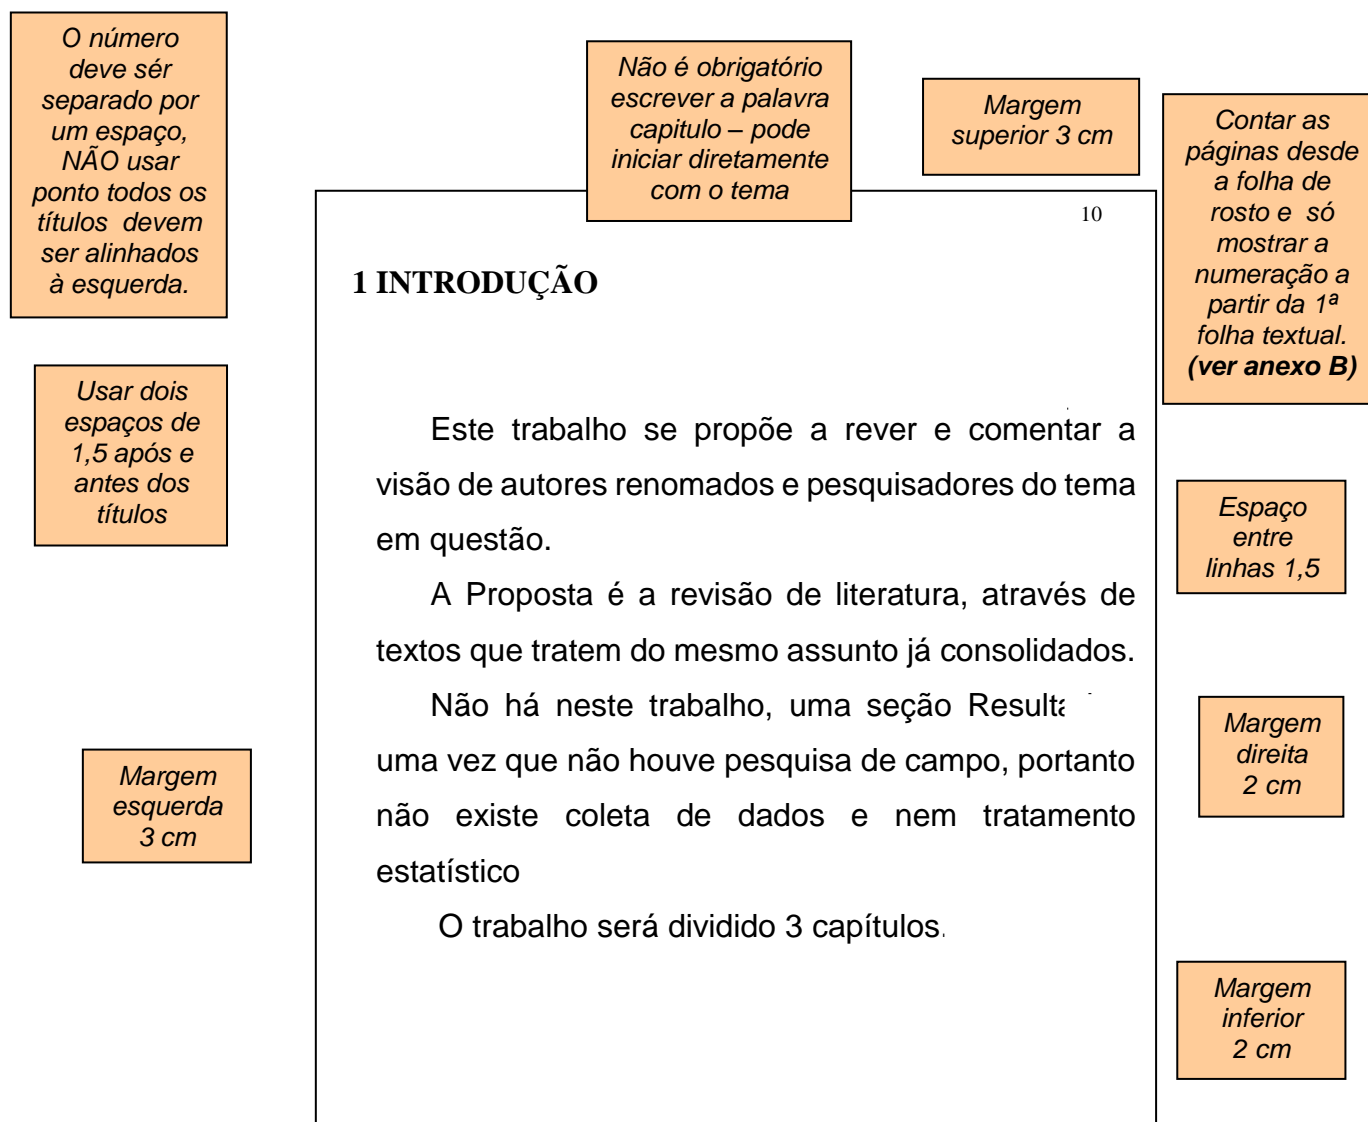 O número
deve sér
separado por
um espaço,
NÃO usar
ponto todos os
títulos devem
ser alinhados
à esquerda.
Não é obrigatório
escrever a palavra
capitulo – pode
iniciar diretamente
com o tema
Margem
superior 3 cm
Contar as
páginas desde
a folha de
rosto e só
mostrar a
numeração a
partir da 1ª
folha textual.
(ver anexo B)
10
1 INTRODUÇÃO
Usar dois
espaços de
1,5 após e
antes dos
títulos
Este trabalho se propõe a rever e comentar a
visão de autores renomados e pesquisadores do tema
em questão.
A Proposta é a revisão de literatura, através de
textos que tratem do mesmo assunto já consolidados.
Não há neste trabalho, uma seção
uma vez que não houve pesquisa de campo, portanto
não existe coleta de dados e nem tratamento
estatístico
O trabalho será dividido 3 capítulos.
Espaço
entre
linhas 1,5
Margem
direita
2 cm
Margem
esquerda
3 cm
Margem
inferior
2 cm